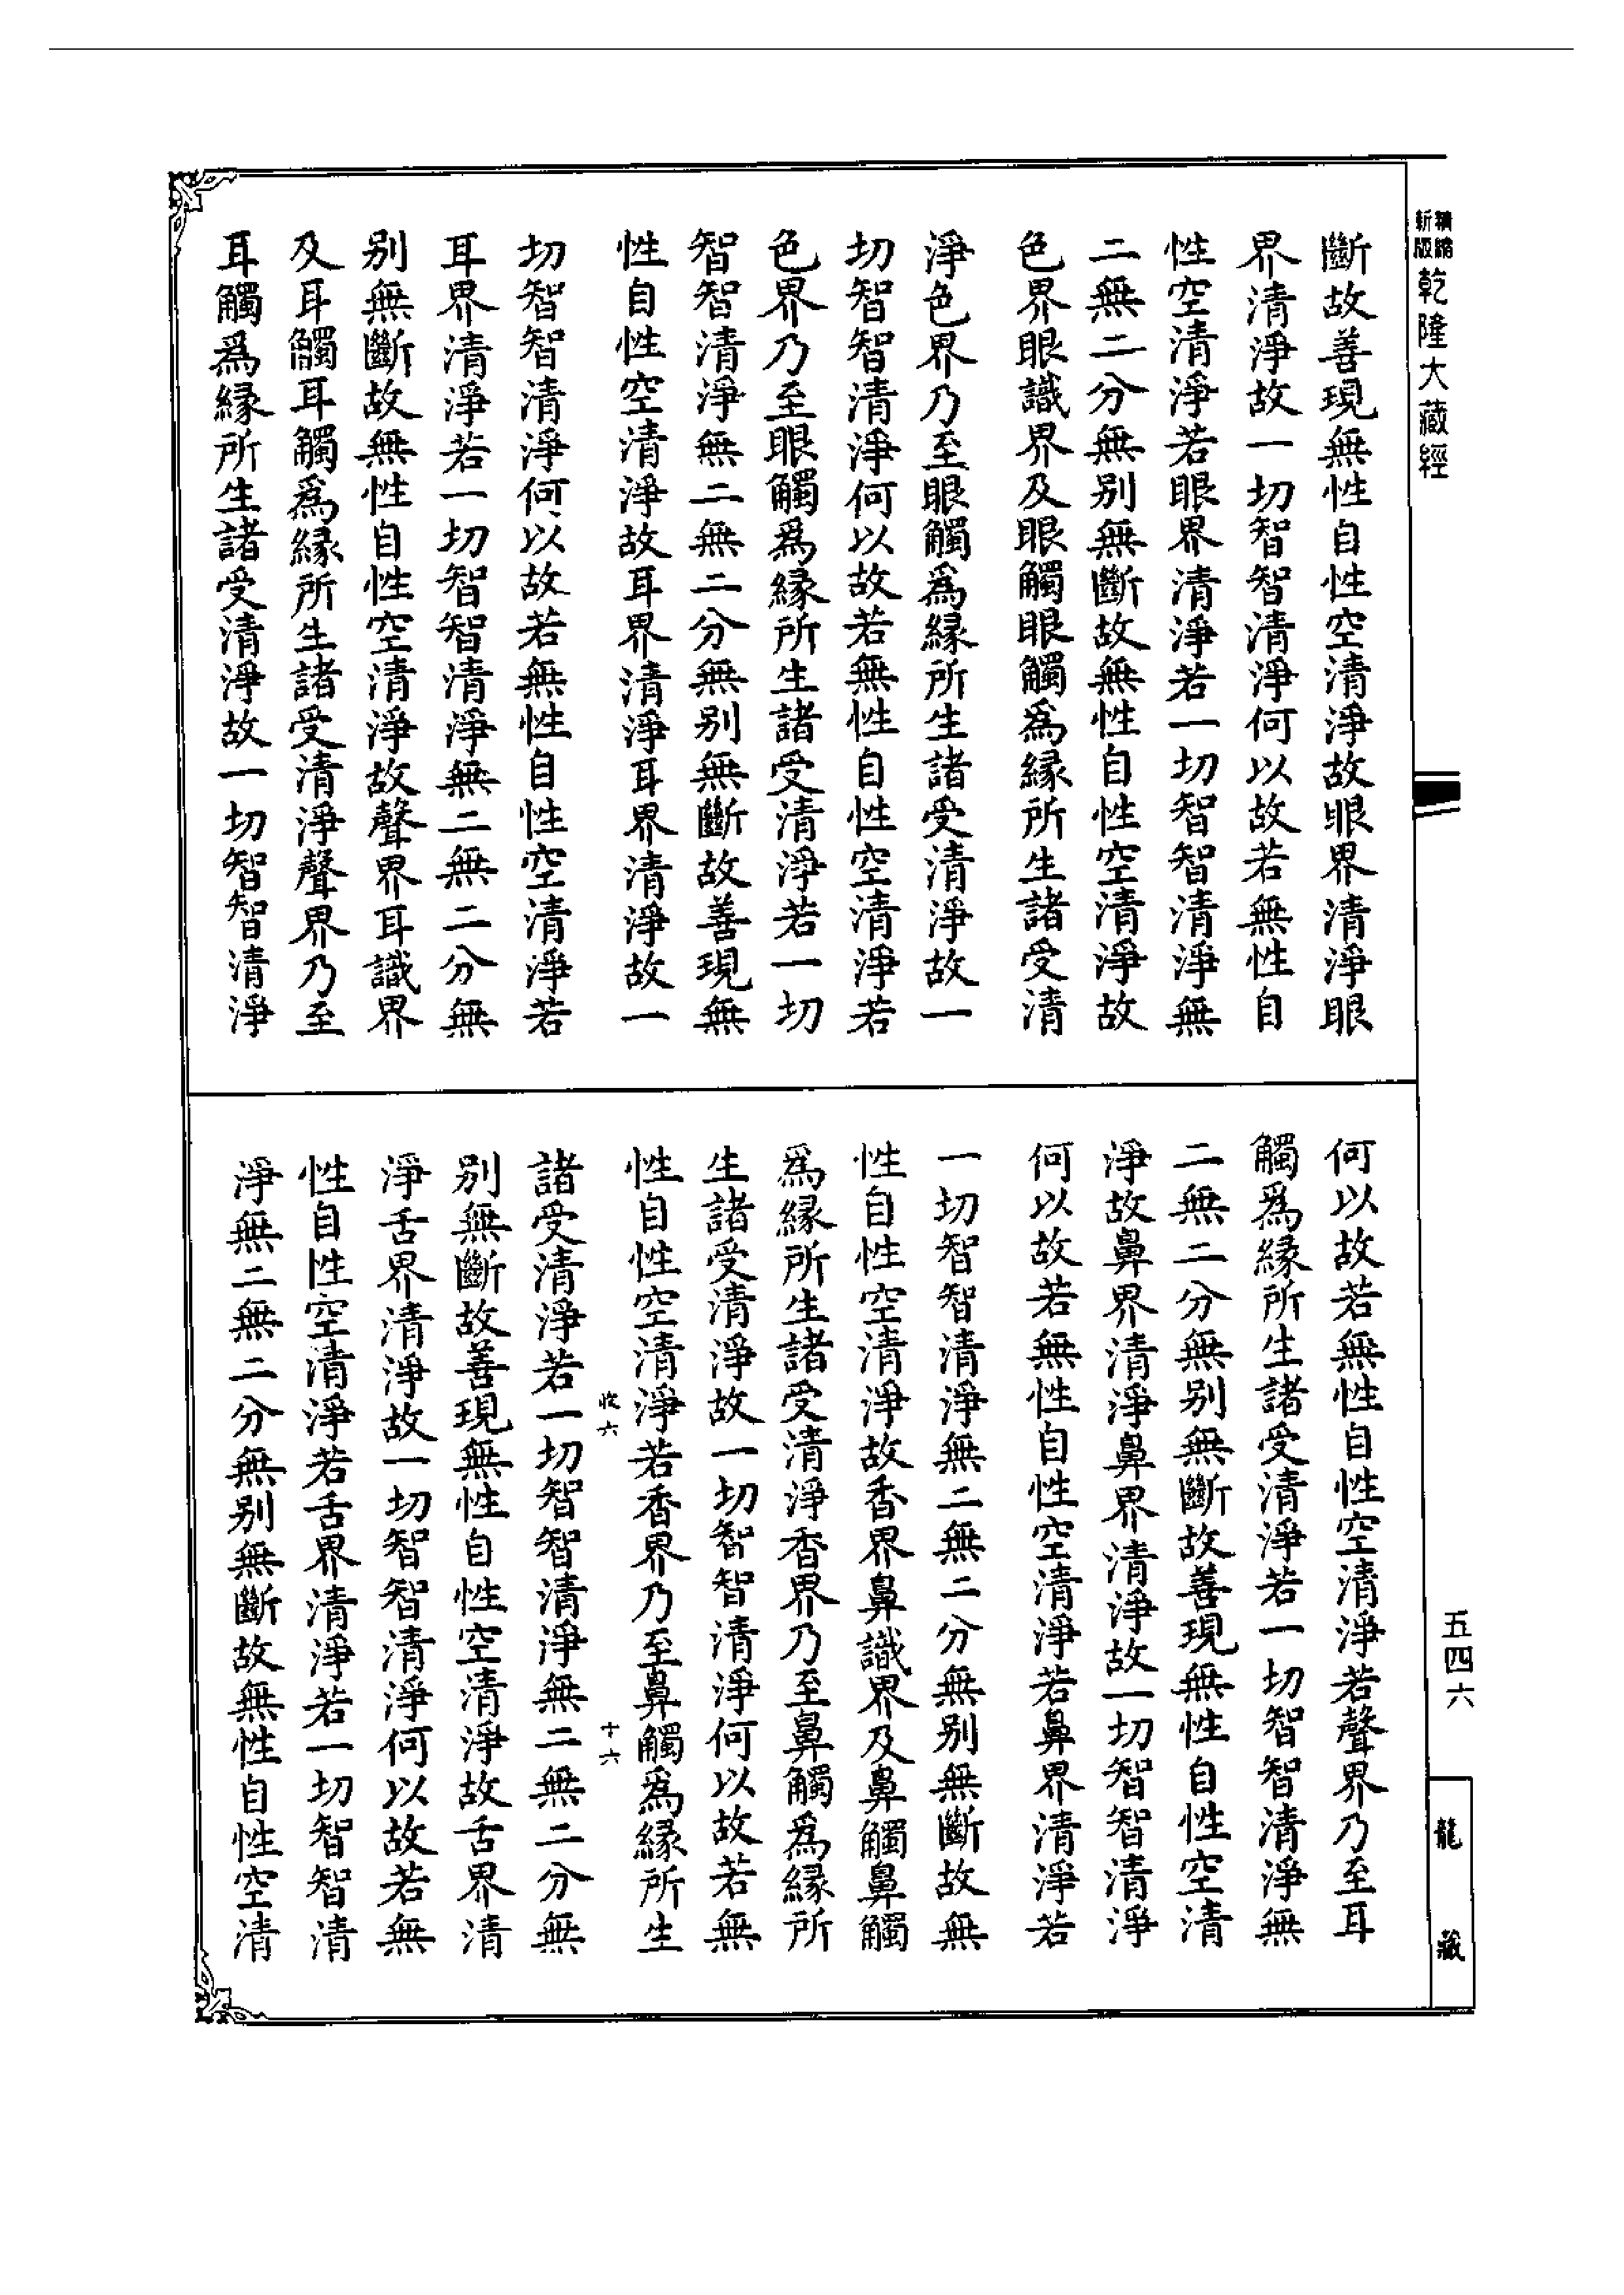 新版
精縮
乾隆大藏經
斷故善現無性自性空清淨故眼界清淨眼
界清淨故一切智智清淨何以故若無性自
性空清淨若眼界清淨若一切智智清淨無
二無二分無別無斷故無性自性空清淨故
色界眼識界及眼觸眼觸爲緣所生諸受清
淨色界乃至眼觸爲緣所生諸受清淨故一
切智智清淨何以故若無性自性空清淨若
色界乃至眼觸爲緣所生諸受清淨若一切
智智清淨無二無二分無別無斷故善現無
性自性空清淨故耳界清淨耳界清淨故一
切智智清淨何以故若無性自性空清淨若
耳界清淨若一切智智清淨無二無二分無
別無斷故無性自性空清淨故聲界耳識界
及耳觸耳觸爲緣所生諸受清淨聲界乃至
耳觸爲緣所生諸受清淨故一切智智清淨
何以故若無性自性空清淨若聲界乃至耳
觸爲緣所生諸受清淨若一切智智清淨無
二無二分無別無斷故善現無性自性空清
淨故鼻界清淨鼻界清淨故一切智智清淨
何以故若無性自性空清淨若鼻界清淨若
一切智智清淨無二無二分無別無斷故無
性自性空清淨故香界鼻識界及鼻觸鼻觸
爲緣所生諸受清淨香界乃至鼻觸爲緣所
生諸受清淨故一切智智清淨何以故若無
性自性空清淨若香界乃至鼻觸爲緣所生
收六
十六
諸受清淨若一切智智清淨無二無二分無
別無斷故善現無性自性空清淨故舌界清
淨舌界清淨故一切智智清淨何以故若無
性自性空清淨若舌界清淨若一切智智清
淨無二無二分無別無斷故無性自性空清
五四六
龍藏